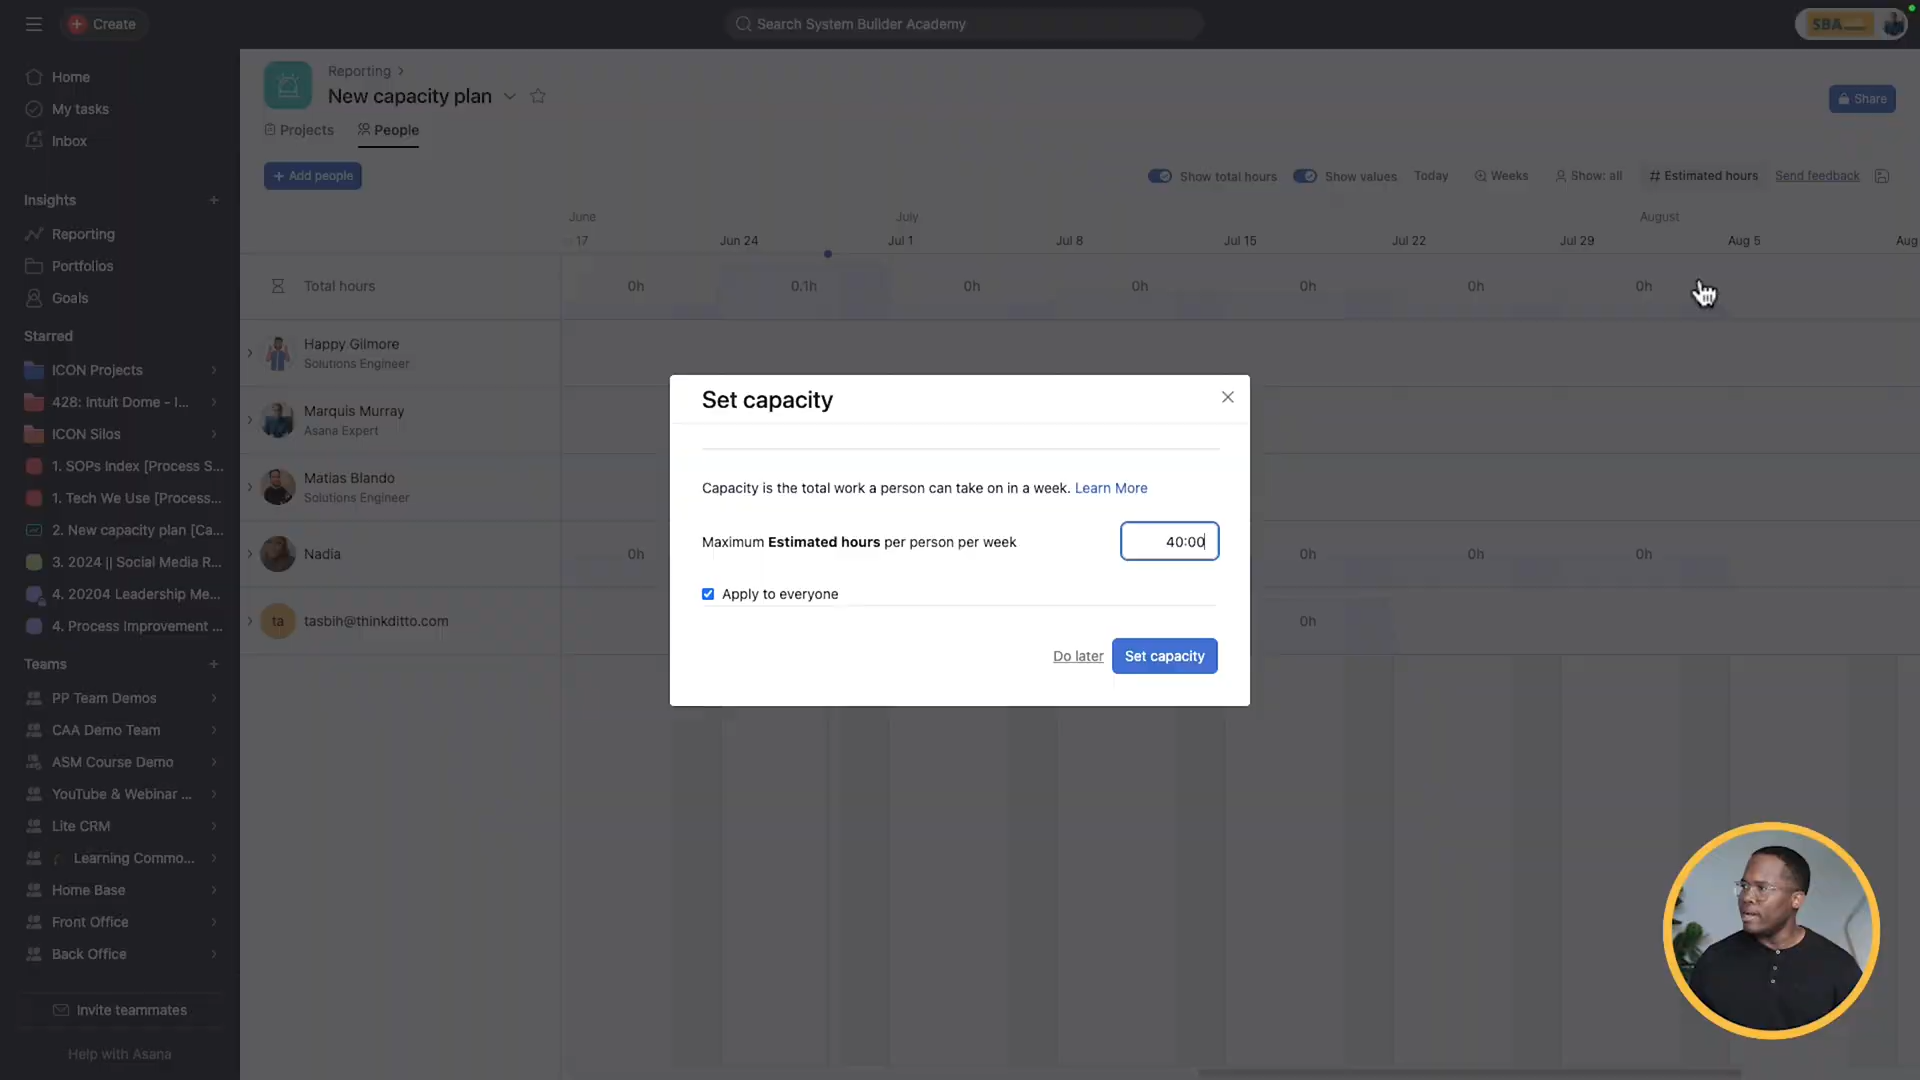 Create
Search System Builder Academy
SBA
Home
My tasks
Inbox
Insights
Reporting
Portfolios
Goals
Starred
ICON Projects
428: Intuit Dome - I...
ICON Silos
1. SOPs Index [Process S...
1. Tech We Use [Process...
2. New capacity plan [Ca...
3. 2024 || Social Media R...
4. 20204 Leadership Me...
4. Process Improvement ...
Teams
PP Team Demos
CAA Demo Team
ASM Course Demo
YouTube & Webinar ...
Lite CRM
Learning Commo...
Home Base
Front Office
Back Office
Invite teammates
Help with Asana
Reporting
New capacity plan
Share
Projects
People
Add people
Show total hours
Show values
Today
Weeks
Show: all
# Estimated hours
Send feedback
June
July
August
17
Jun 24
Jul 1
Jul 8
Jul 15
Jul 22
Jul 29
Aug 5
Aug
Total hours
0h
0.1h
0h
0h
0h
0h
0h
Happy Gilmore
Solutions Engineer
Marquis Murray
Asana Expert
Matias Blando
Solutions Engineer
Nadia
0h
0h
0h
0h
ta
tasbih@thinkditto.com
0h
Set capacity
Capacity is the total work a person can take on in a week. Learn More
Maximum Estimated hours per person per week
40:00
Apply to everyone
Do later
Set capacity